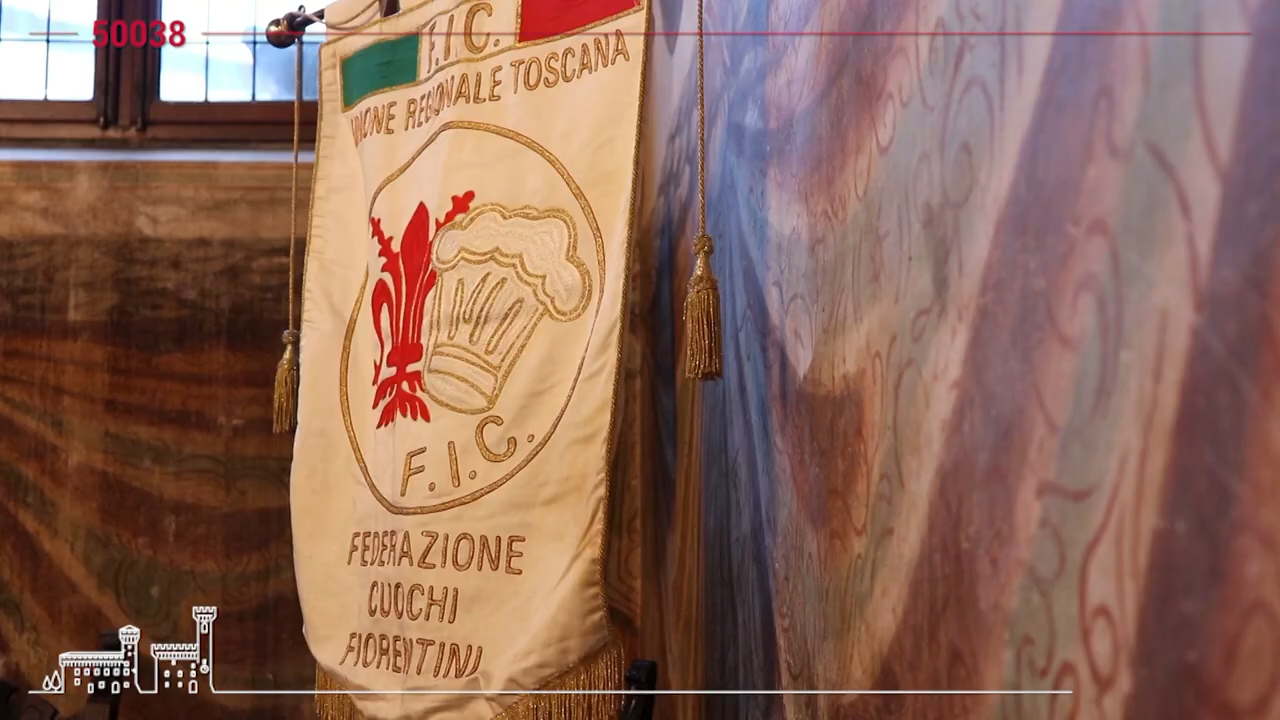 50038
F.I.C.
UNIONE REGIONALE TOSCANA
F.I.C.
FEDERAZIONE
CUOCHI
FIORENTINI